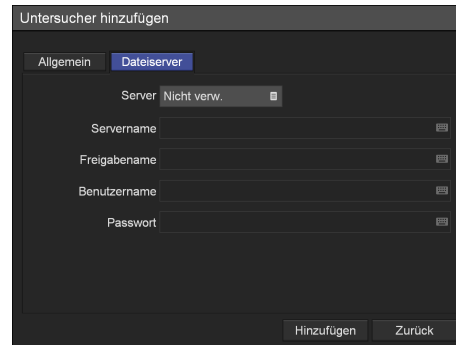 Untersucher hinzufügen
Allgemein Dateiserver
Server Nicht verw.
Servername
Freigabename
Benutzername
Passwort
Hinzufügen Zurück